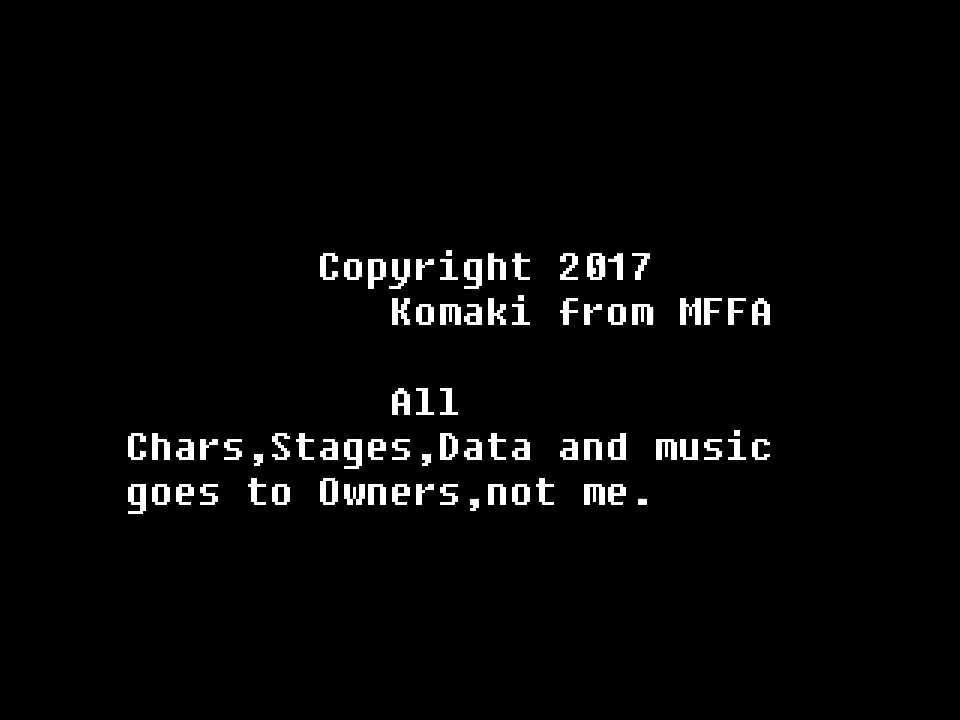 Copyright 2017
Komaki from MFFA
All
Chars,Stages,Data and music
goes to Owners,not me.